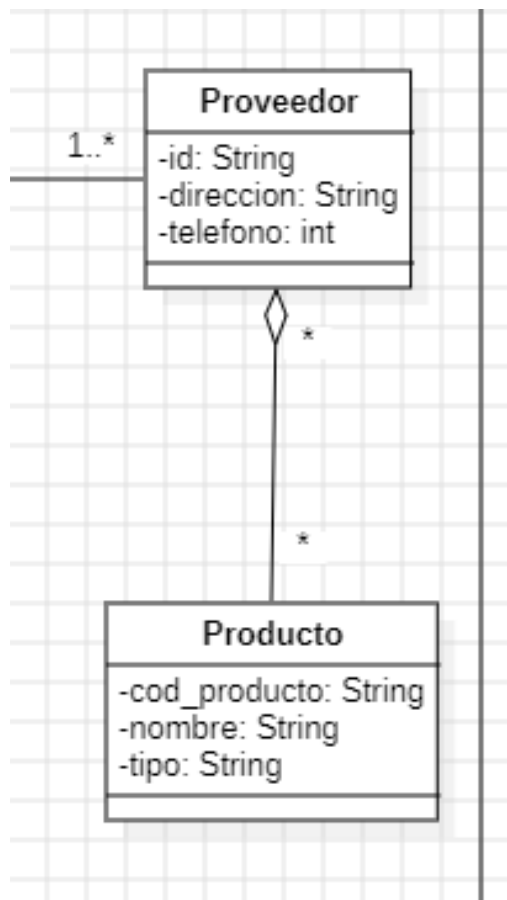 Proveedor
1..*
-id: String
-direccion: String
-telefono: int
*
*
Producto
-cod_producto: String
-nombre: String
-tipo: String